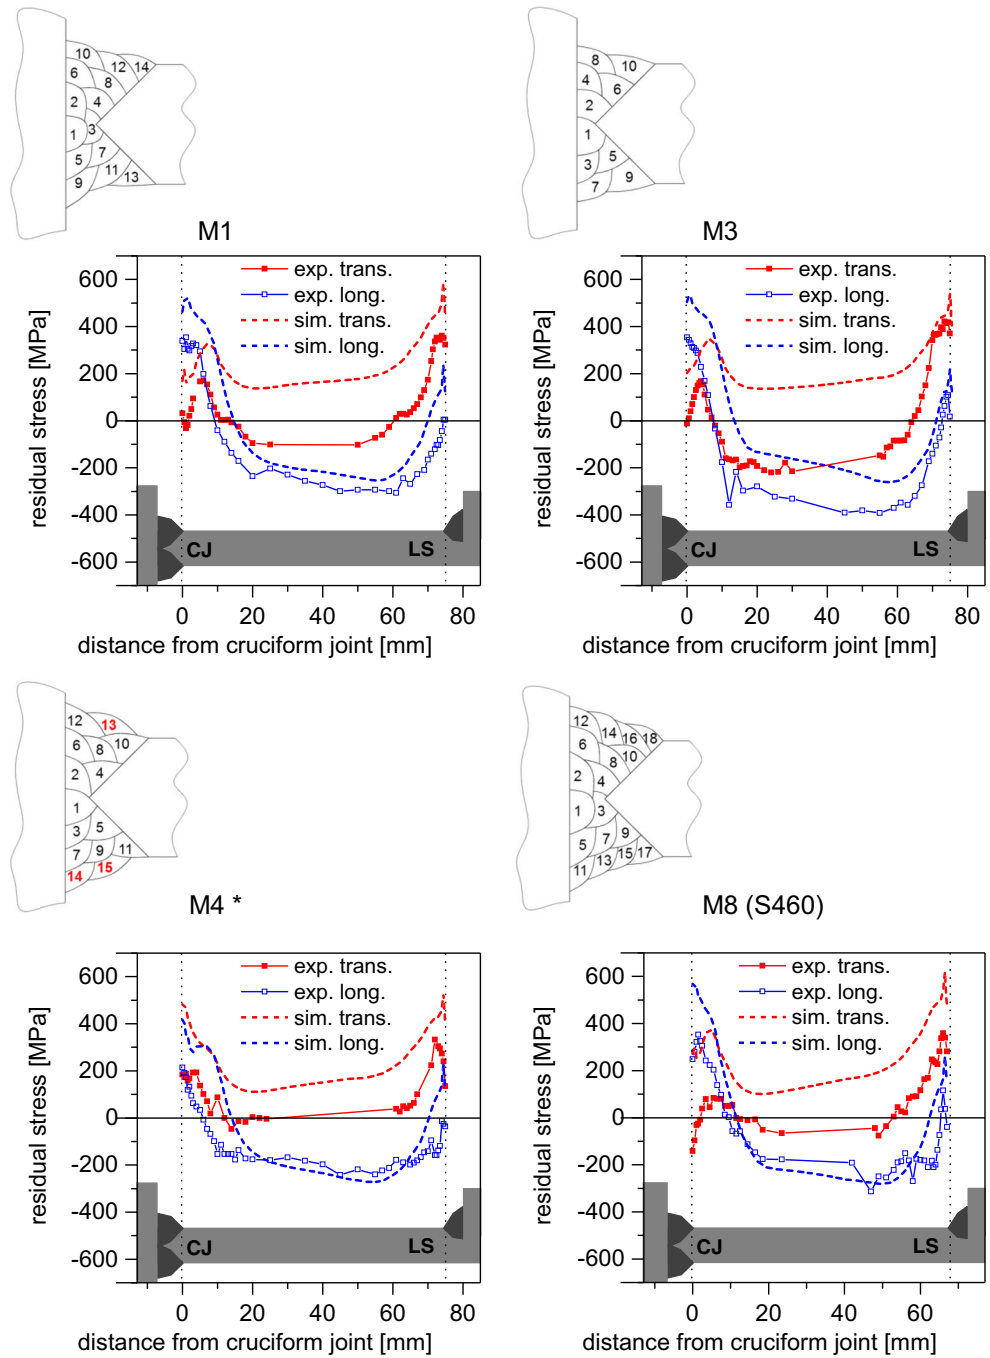 10 12 14
6 8
2 4
1 3
5 7
9 11 13
M1
8 10
4 6
2
1
3 5
7 9
M3
residual stress [MPa]
600
400
200
0
-200
-400
-600
exp. trans.
exp. long.
sim. trans.
sim. long.
CJ LS
0 20 40 60 80
distance from cruciform joint [mm]
residual stress [MPa]
600
400
200
0
-200
-400
-600
exp. trans.
exp. long.
sim. trans.
sim. long.
CJ LS
0 20 40 60 80
distance from cruciform joint [mm]
12 13
6 8 10
2 4
1
3 5
7 9 11
14 15
M4 *
12 14 16 18
6 8 10
2 4
1 3
5 7 9
11 13 15 17
M8 (S460)
residual stress [MPa]
600
400
200
0
-200
-400
-600
exp. trans.
exp. long.
sim. trans.
sim. long.
CJ LS
0 20 40 60 80
distance from cruciform joint [mm]
residual stress [MPa]
600
400
200
0
-200
-400
-600
exp. trans.
exp. long.
sim. trans.
sim. long.
CJ LS
0 20 40 60
distance from cruciform joint [mm]